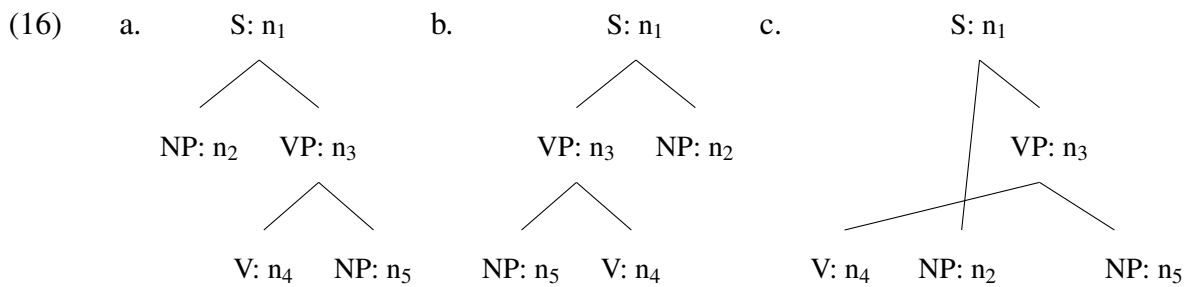 (16) a. S: n₁ b. S: n₁ c. S: n₁
NP: n₂ VP: n₃ VP: n₃ NP: n₂ VP: n₃
V: n₄ NP: n₅ NP: n₅ V: n₄ V: n₄ NP: n₂ NP: n₅